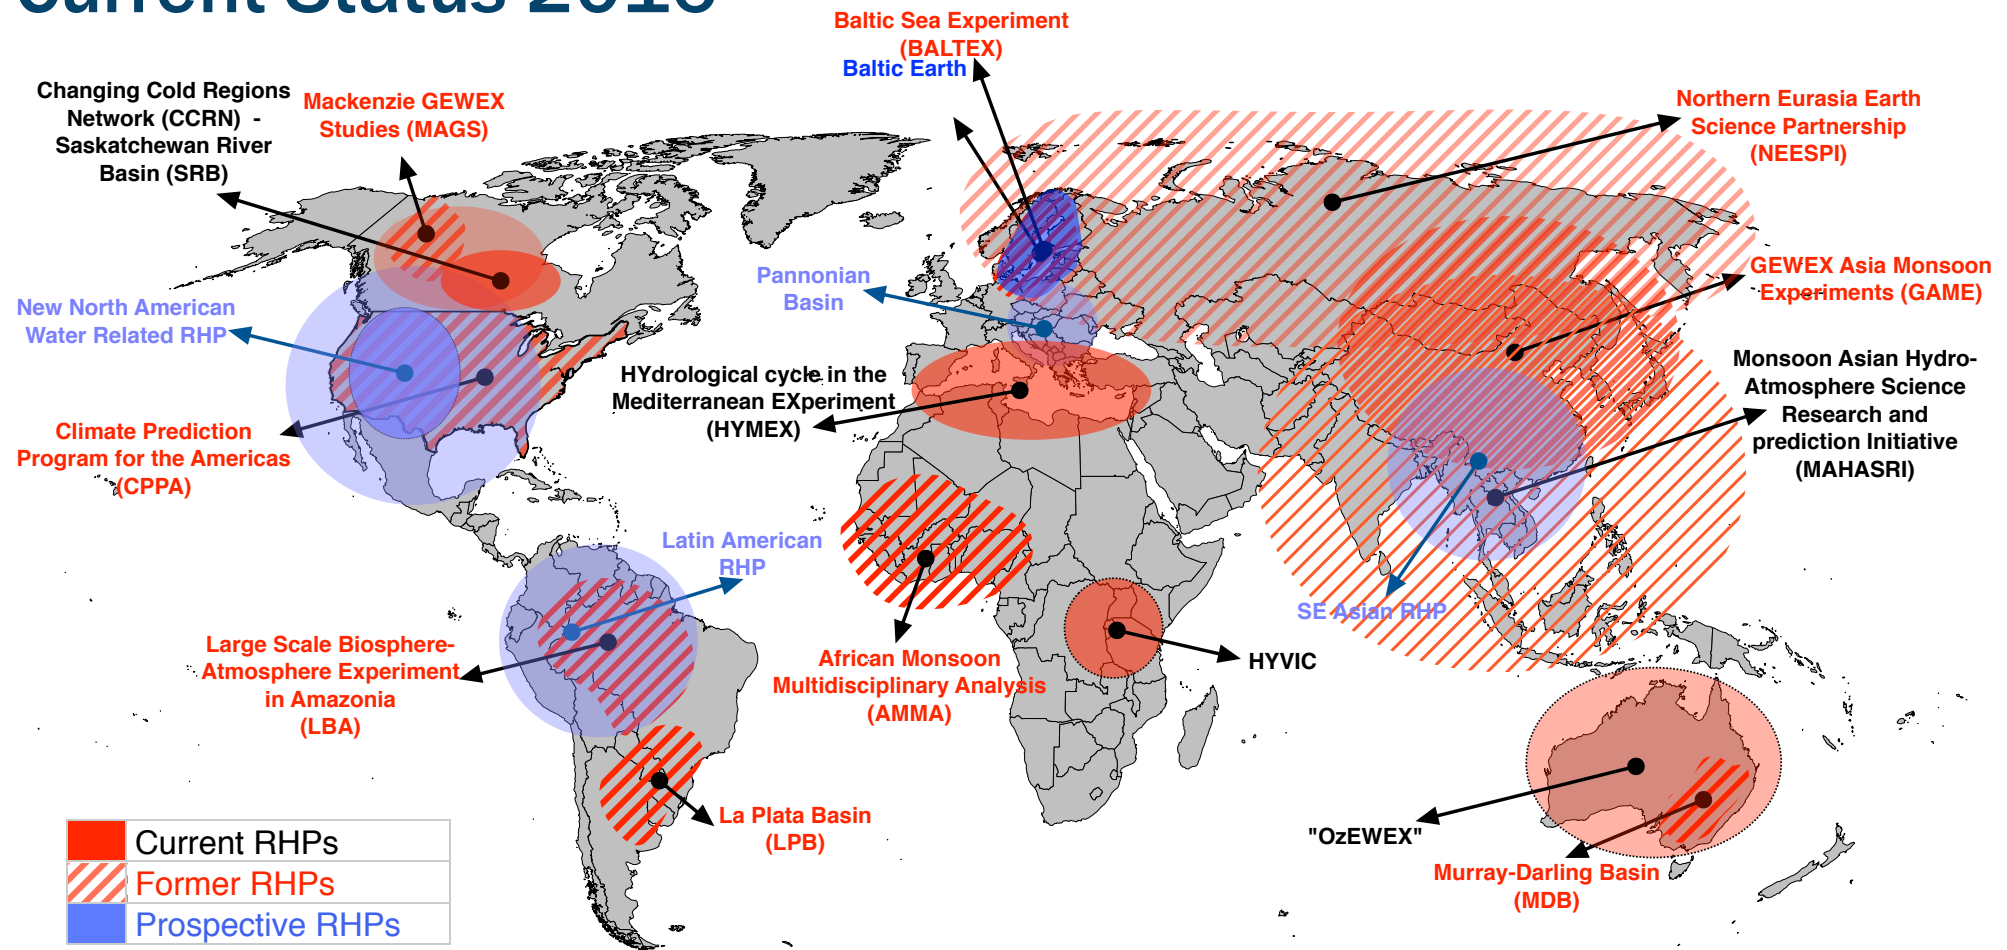 Current Status 2016
Baltic Sea Experiment
(BALTEX)
Baltic Earth
Changing Cold Regions
Network (CCRN) -
Saskatchewan River
Basin (SRB)
Mackenzie GEWEX
Studies (MAGS)
Northern Eurasia Earth
Science Partnership
(NEESPI)
New North American
Water Related RHP
Pannonian
Basin
GEWEX Asia Monsoon
Experiments (GAME)
HYdrological cycle in the
Mediterranean EXperiment
(HYMEX)
Monsoon Asian Hydro-
Atmosphere Science
Research and
prediction Initiative
(MAHASRI)
Climate Prediction
Program for the Americas
(CPPA)
Latin American
RHP
SE Asian RHP
Large Scale Biosphere-
Atmosphere Experiment
in Amazonia
(LBA)
African Monsoon
Multidisciplinary Analysis
(AMMA)
HYVIC
La Plata Basin
(LPB)
"OzEWEX"
Murray-Darling Basin
(MDB)
Current RHPs
Former RHPs
Prospective RHPs